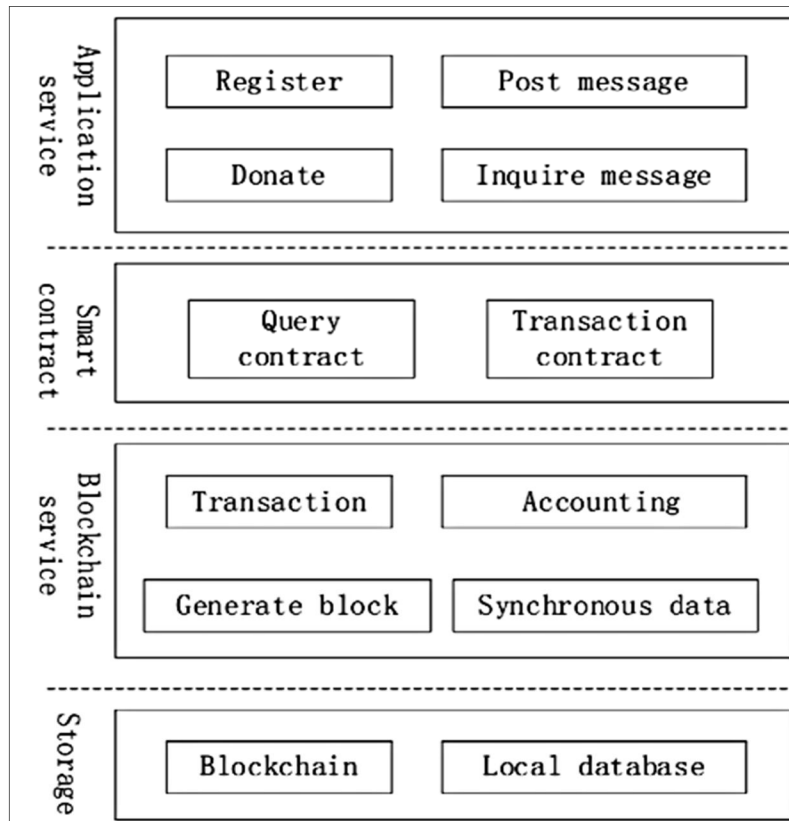 Application
service
Register
Post message
Donate
Inquire message
Smart
contract
Query
contract
Transaction
contract
Blockchain
service
Transaction
Accounting
Generate block
Synchronous data
Storage
Blockchain
Local database